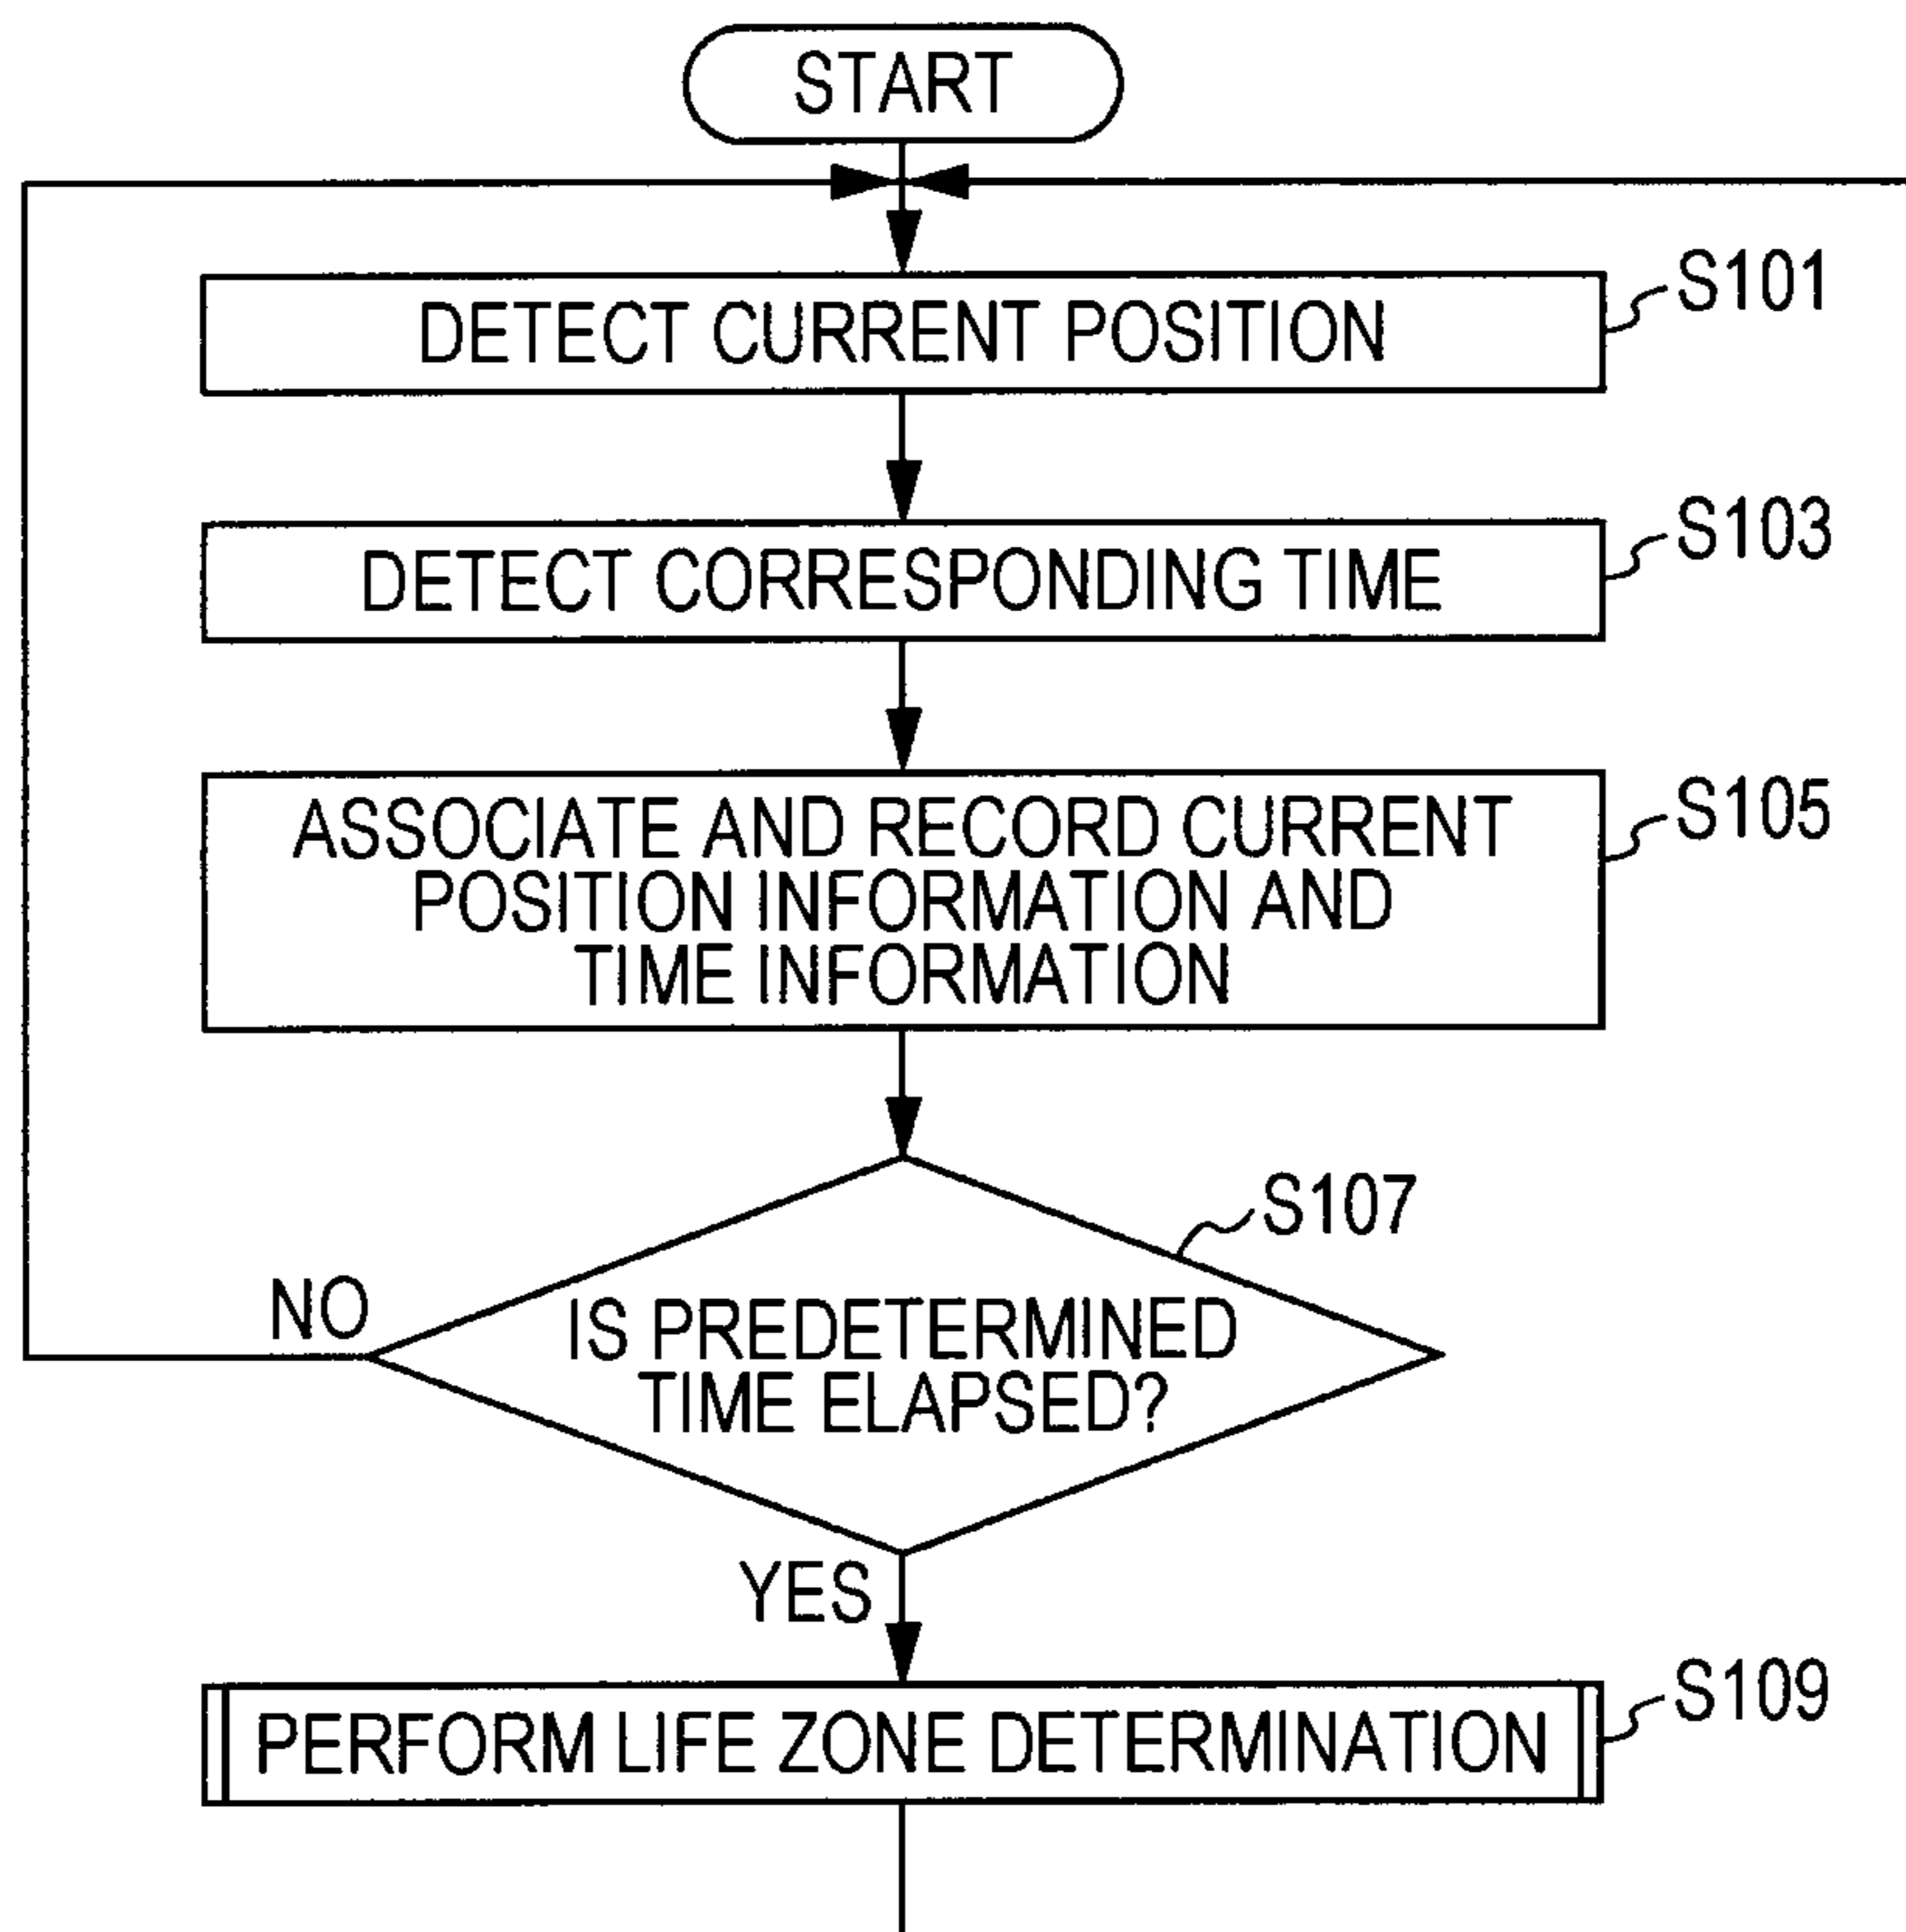 START
DETECT CURRENT POSITION
S101
DETECT CORRESPONDING TIME
S103
ASSOCIATE AND RECORD CURRENT
POSITION INFORMATION AND
TIME INFORMATION
S105
S107
NO
IS PREDETERMINED
TIME ELAPSED?
YES
PERFORM LIFE ZONE DETERMINATION
S109